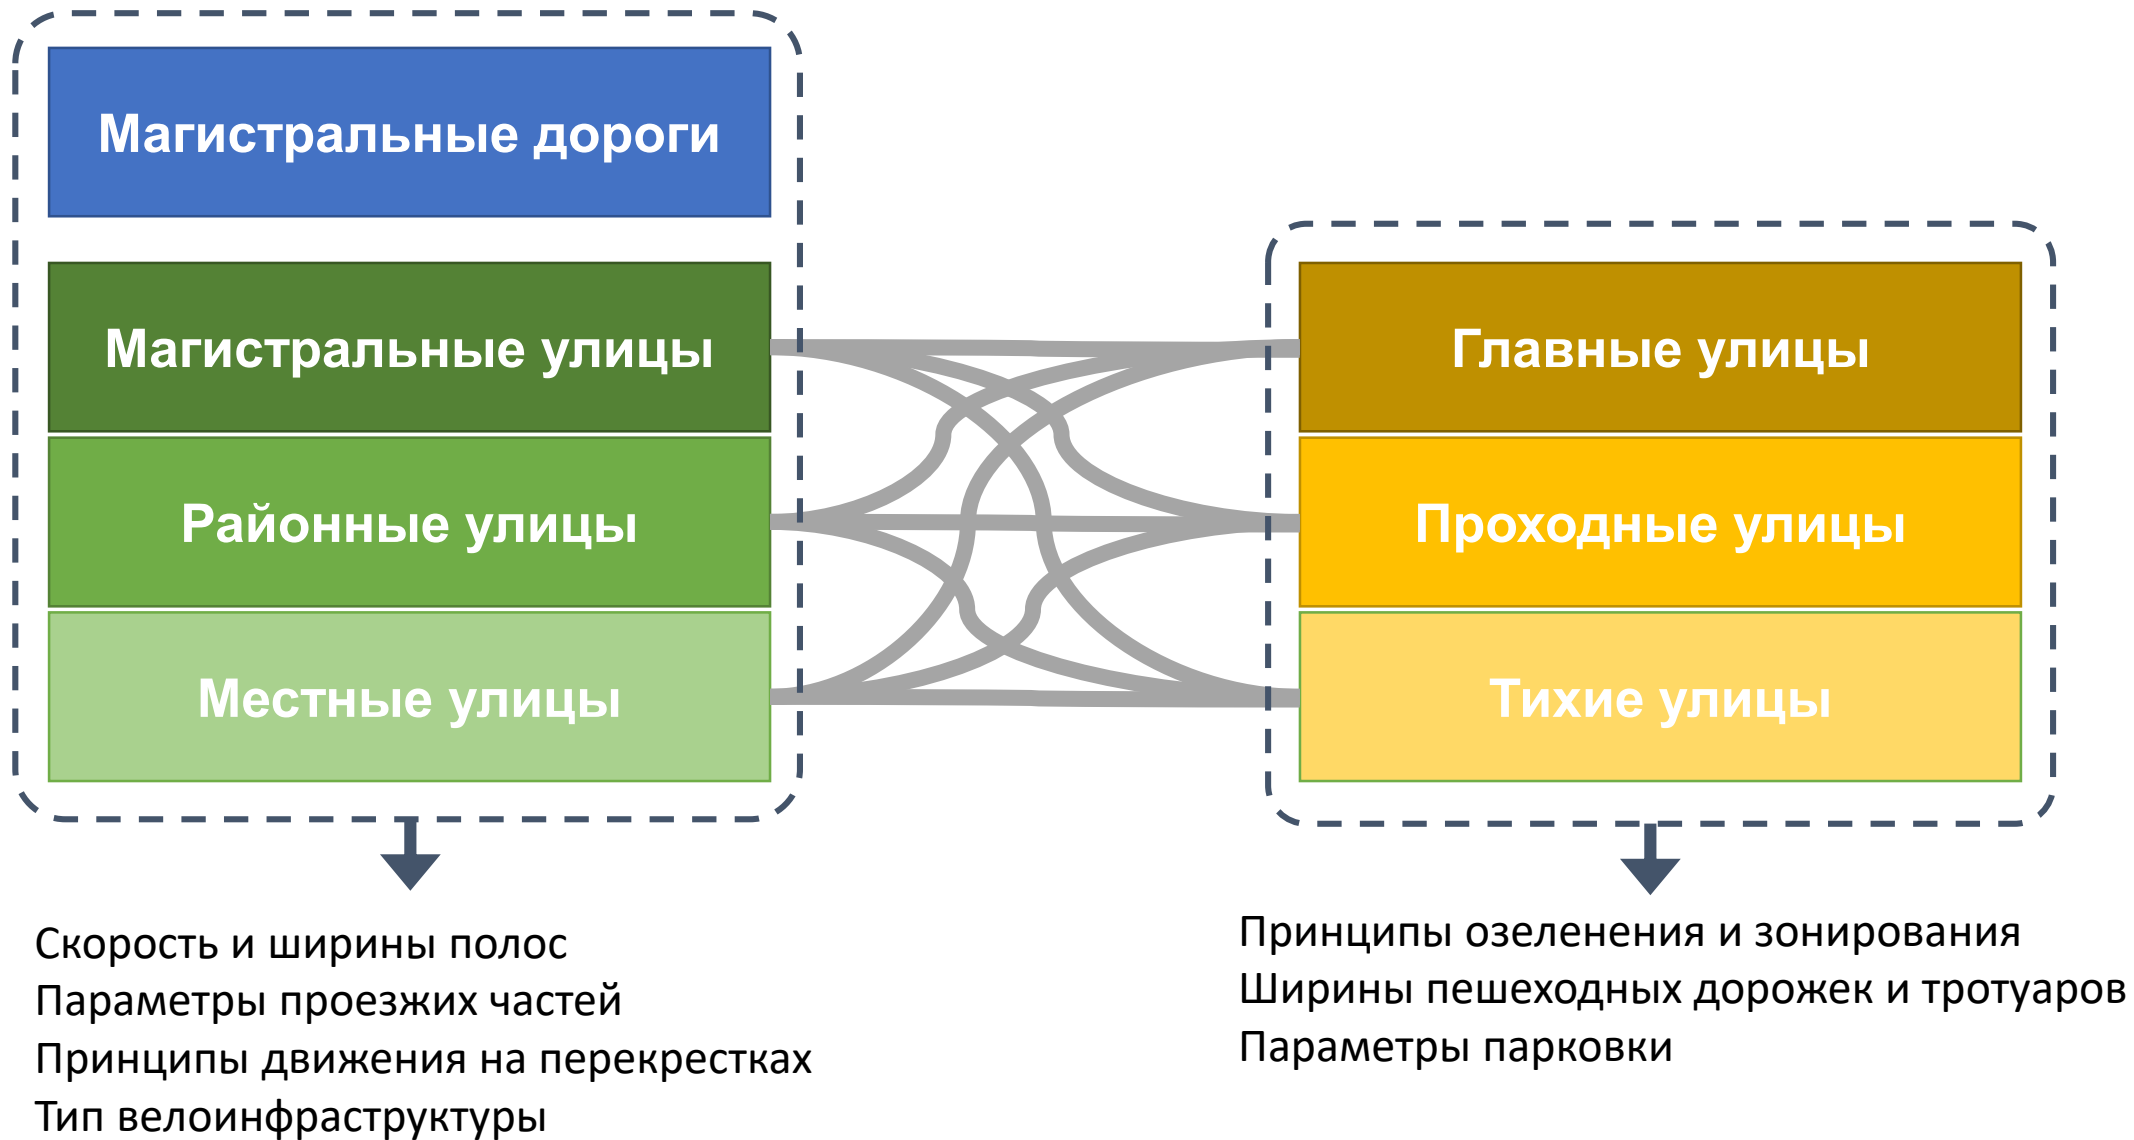 Магистральные дороги
Магистральные улицы
Районные улицы
Местные улицы
Главные улицы
Проходные улицы
Тихие улицы
Скорость и ширины полос
Параметры проезжих частей
Принципы движения на перекрестках
Тип велоинфраструктуры
Принципы озеленения и зонирования
Ширины пешеходных дорожек и тротуаров
Параметры парковки